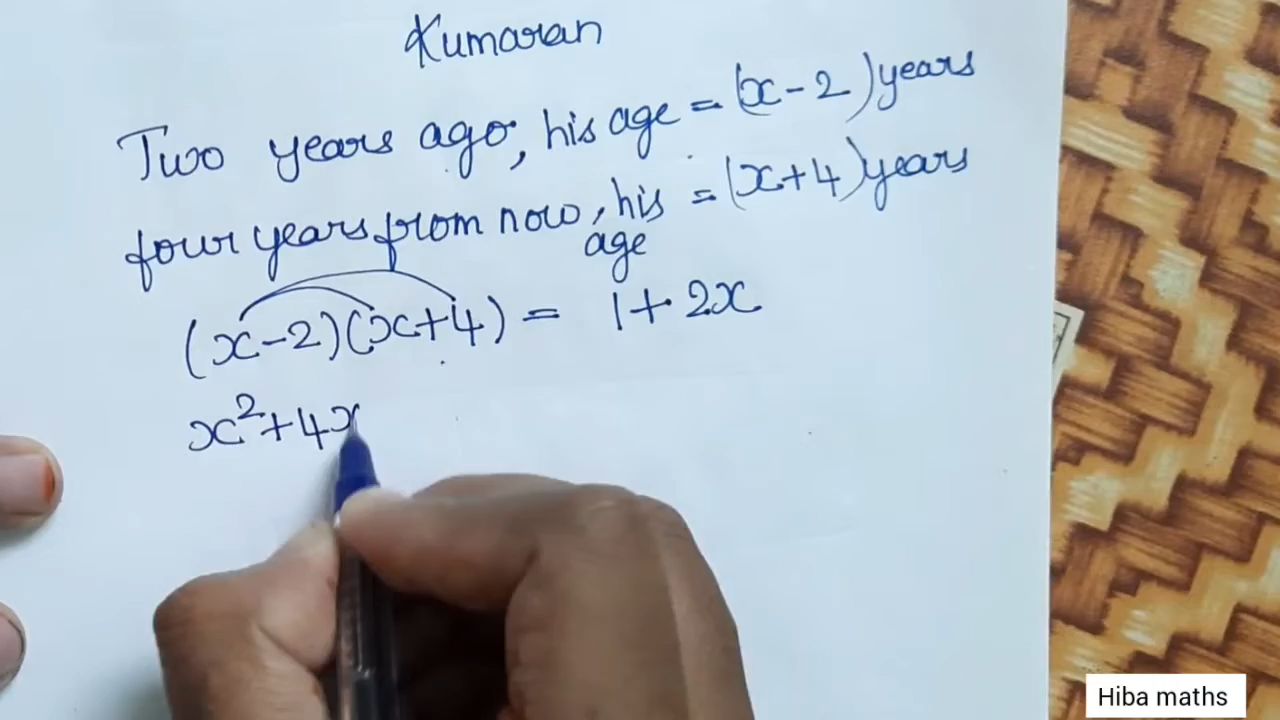 Kumaran
Two years ago, his age = (x-2) years
four years from now, his = (x+4) years
age
(x-2)(x+4) = 1+2x
x²+4x
Hiba maths